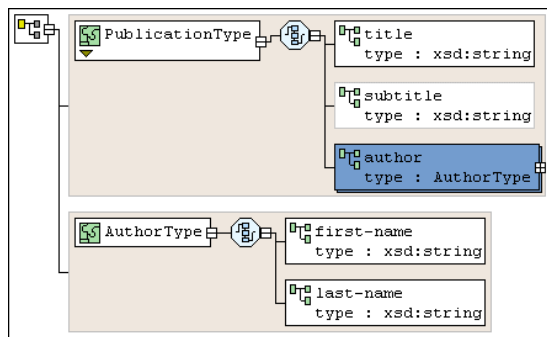 PublicationType
title
type : xsd:string
subtitle
type : xsd:string
author
type : AuthorType
AuthorType
first-name
type : xsd:string
last-name
type : xsd:string